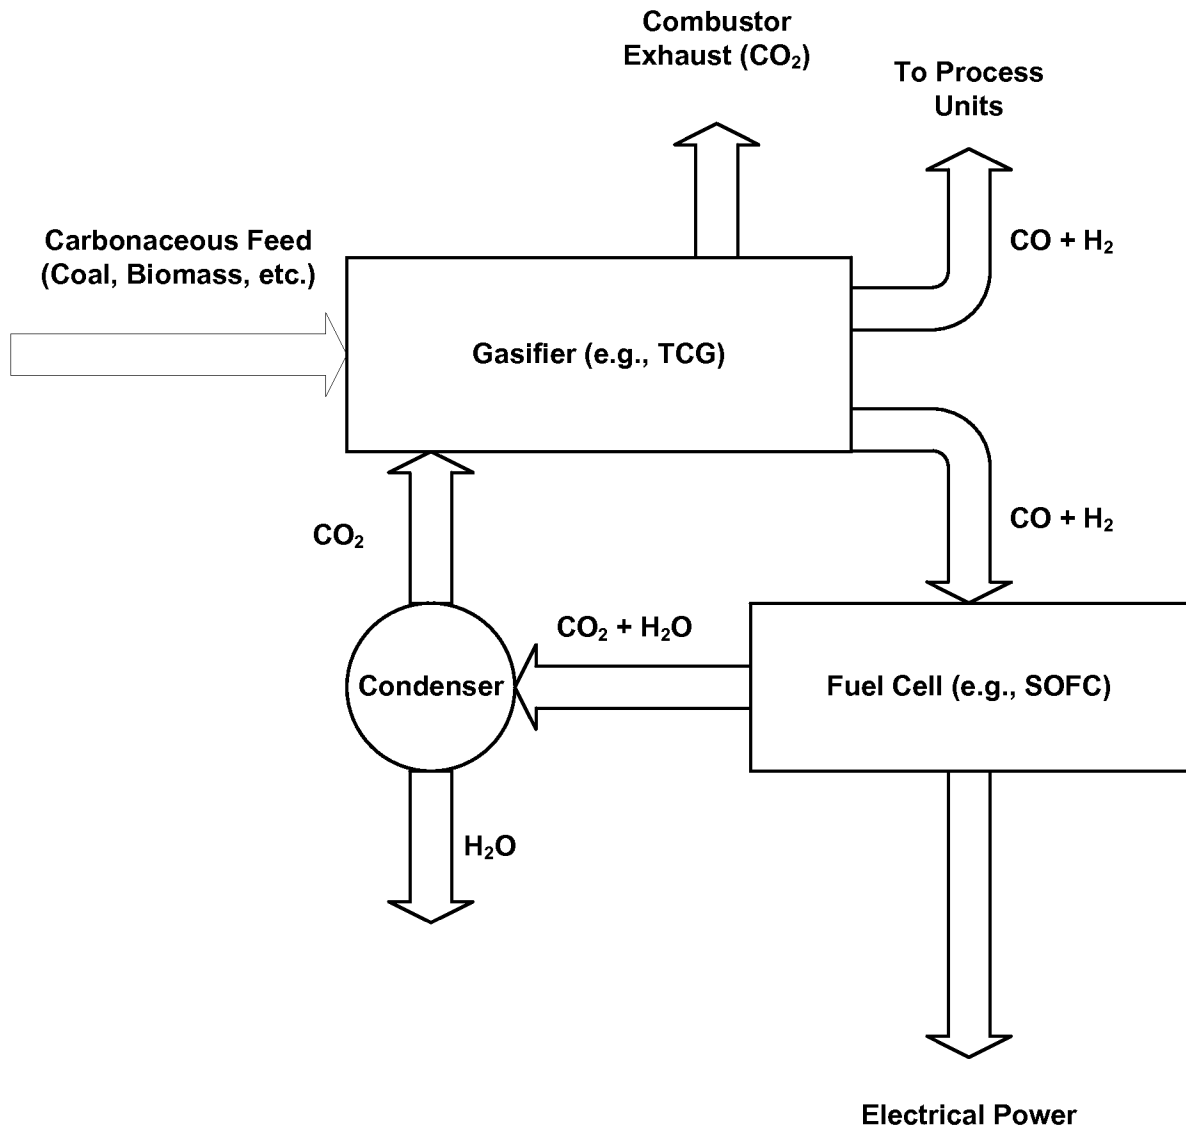 Combustor
Exhaust (CO₂)
To Process
Units
Carbonaceous Feed
(Coal, Biomass, etc.)
CO + H₂
Gasifier (e.g., TCG)
CO + H₂
CO₂
CO₂ + H₂O
Condenser
Fuel Cell (e.g., SOFC)
H₂O
Electrical Power